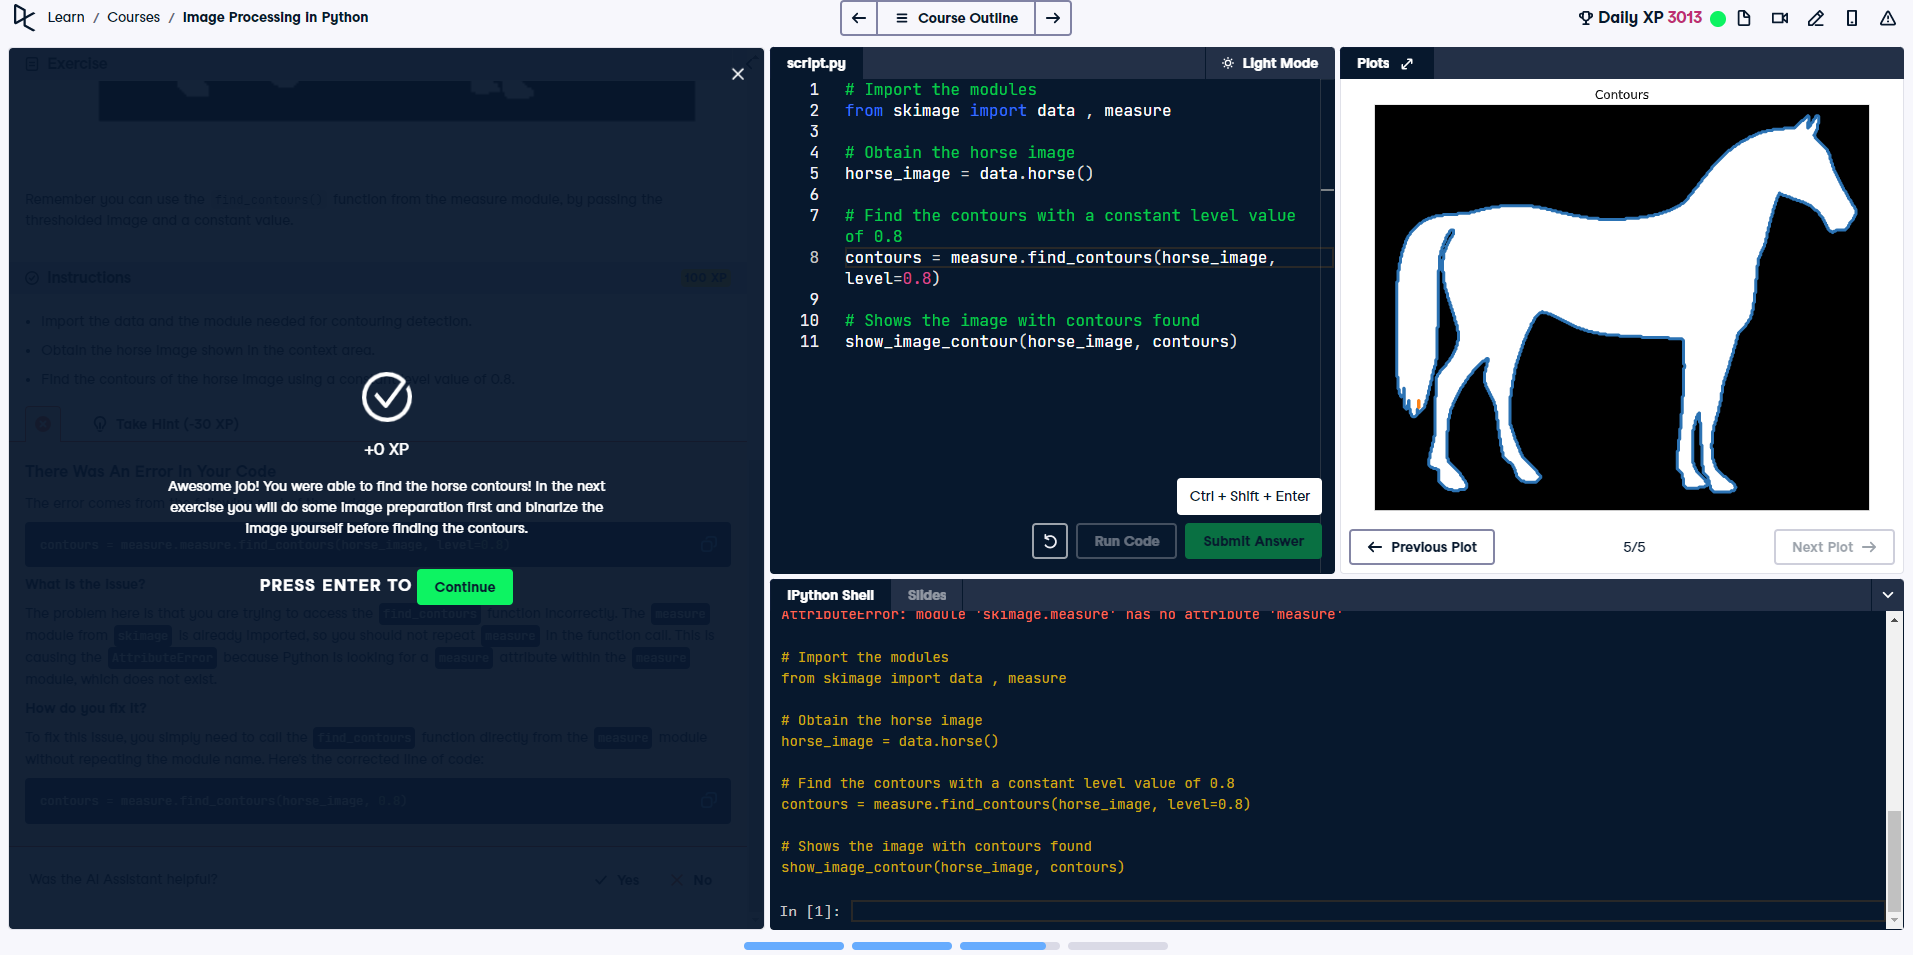 Learn / Courses / Image Processing in Python
Course Outline
Daily XP 3013
Exercise
Remember you can use the find_contours() function from the measure module, by passing the
thresholded image and a constant value.
Instructions
100 XP
Import the data and the module needed for contouring detection.
Obtain the horse image shown in the context area.
Find the contours of the horse image using a constant level value of 0.8.
Take Hint (-30 XP)
+0 XP
There Was An Error In Your Code
The error comes from
Awesome job! You were able to find the horse contours! In the next
exercise you will do some image preparation first and binarize the
image yourself before finding the contours.
contours = measure.measure.find_contours(horse_image, level=0.8)
What is the issue?
PRESS ENTER TO Continue
The problem here is that you are trying to access the find_contours function incorrectly. The measure
module from skimage is already imported, so you should not repeat measure in the function call. This is
causing the AttributeError because Python is looking for a measure attribute within the measure
module, which does not exist.
How do you fix it?
To fix this issue, you simply need to call the find_contours function directly from the measure module
without repeating the module name. Here's the corrected line of code:
contours = measure.find_contours(horse_image, 0.8)
Was the AI Assistant helpful?
Yes
No
script.py
Light Mode
1 # Import the modules
2 from skimage import data , measure
3
4 # Obtain the horse image
5 horse_image = data.horse()
6
7 # Find the contours with a constant level value
of 0.8
8 contours = measure.find_contours(horse_image,
level=0.8)
9
10 # Shows the image with contours found
11 show_image_contour(horse_image, contours)
Ctrl + Shift + Enter
Run Code
Submit Answer
Plots
Contours
Previous Plot
5/5
Next Plot
IPython Shell
Slides
AttributeError: module 'skimage.measure' has no attribute 'measure'
# Import the modules
from skimage import data , measure
# Obtain the horse image
horse_image = data.horse()
# Find the contours with a constant level value of 0.8
contours = measure.find_contours(horse_image, level=0.8)
# Shows the image with contours found
show_image_contour(horse_image, contours)
In [1]: